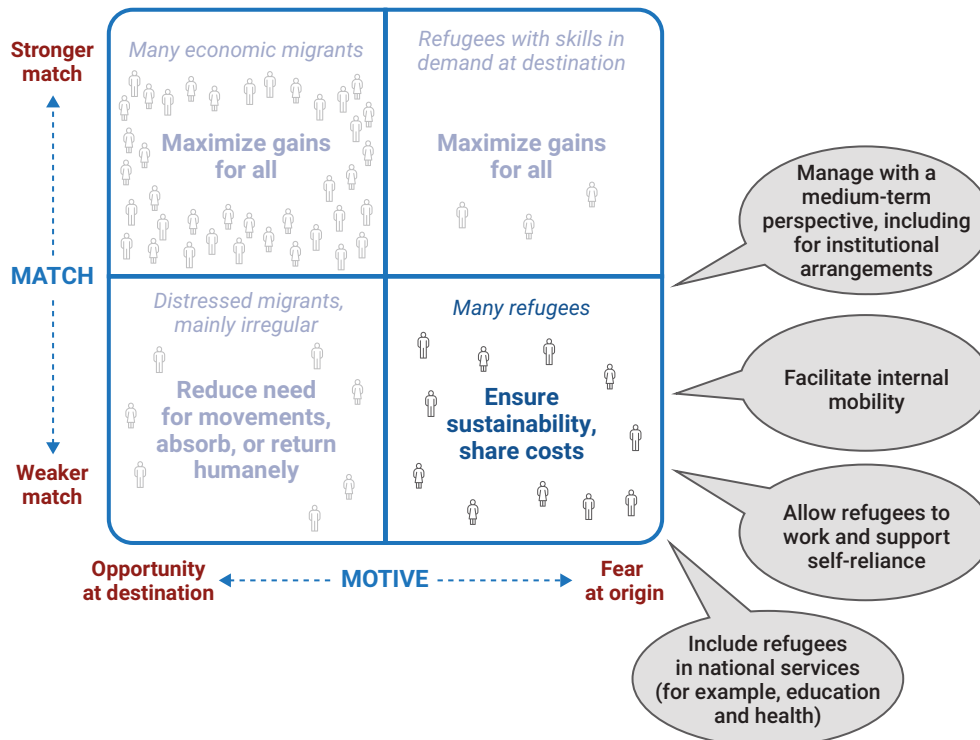 Stronger
match
MATCH
Weaker
match
Many economic migrants
Maximize gains
for all
Refugees with skills in
demand at destination
Maximize gains
for all
Distressed migrants,
mainly irregular
Reduce need
for movements,
absorb, or return
humanely
Many refugees
Ensure
sustainability,
share costs
Opportunity
at destination
MOTIVE
Fear
at origin
Manage with a
medium-term
perspective, including
for institutional
arrangements
Facilitate internal
mobility
Allow refugees to
work and support
self-reliance
Include refugees
in national services
(for example, education
and health)